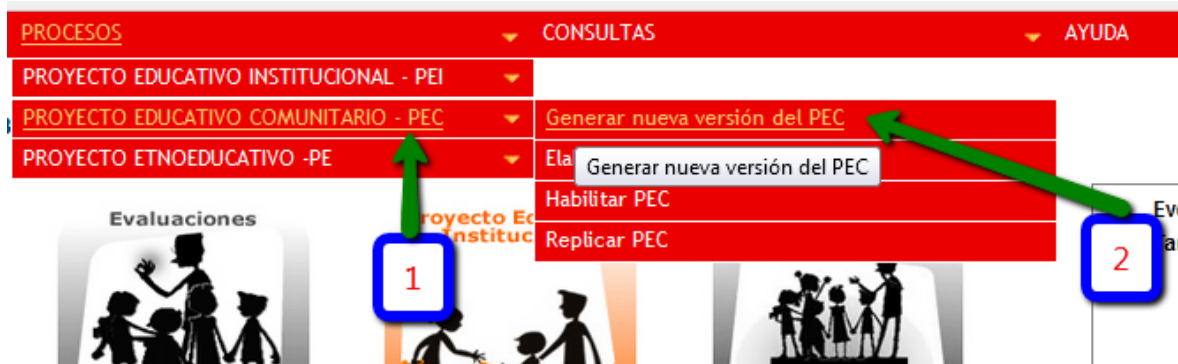 PROCESOS CONSULTAS AYUDA
PROYECTO EDUCATIVO INSTITUCIONAL - PEI
PROYECTO EDUCATIVO COMUNITARIO - PEC Generar nueva versión del PEC
PROYECTO ETNOEDUCATIVO -PE
Generar nueva versión del PEC
Habilitar PEC
Replicar PEC
Evaluaciones
1
2